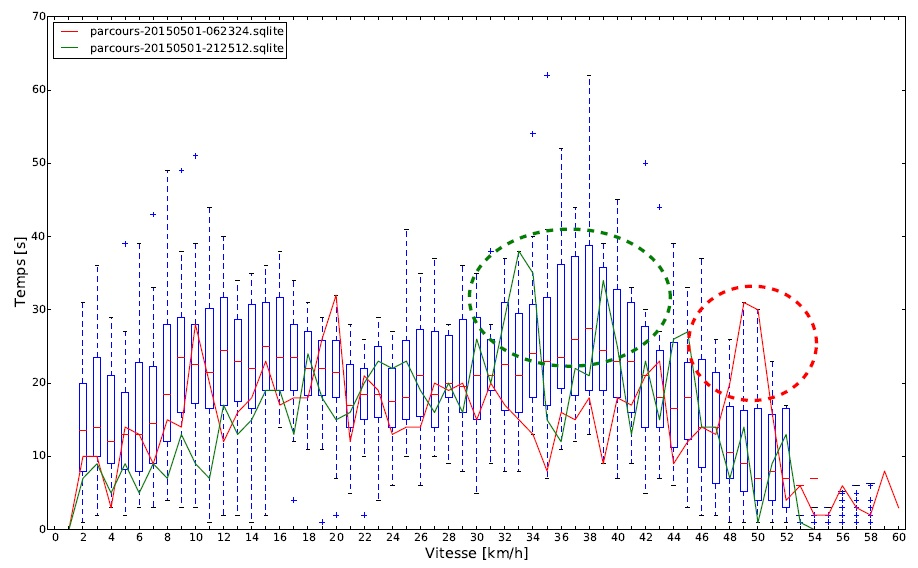 70
parcours-20150501-062324.sqlite
parcours-20150501-212512.sqlite
60
50
40
Temps [s]
30
20
10
0
0 2 4 6 8 10 12 14 16 18 20 22 24 26 28 30 32 34 36 38 40 42 44 46 48 50 52 54 56 58 60
Vitesse [km/h]